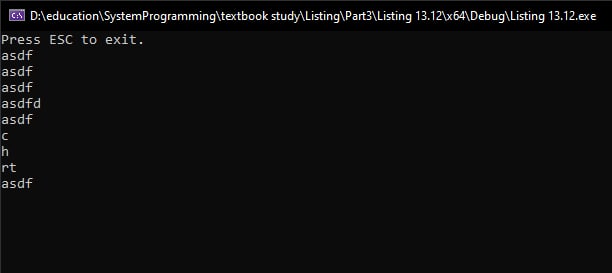 D:\education\SystemProgramming\textbook study\Listing\Part3\Listing 13.12\x64\Debug\Listing 13.12.exe
Press ESC to exit.
asdf
asdf
asdf
asdfd
asdf
c
h
rt
asdf